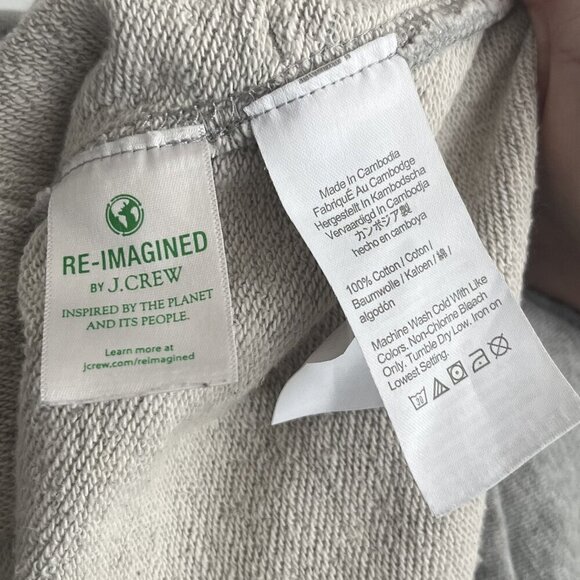 RE-IMAGINED
BY J.CREW
INSPIRED BY THE PLANET
AND ITS PEOPLE.
Learn more at
jcrew.com/reimagined
Made In Cambodia
FabriquÉ Au Cambodge
Hergestellt In Kambodscha
Vervaardigd In Cambodja
カンボジア製
hecho en camboya
100% Cotton / Coton /
Baumwolle / Katoen / 綿 /
algodón
Machine Wash Cold With Like
Colors, Non-Chlorine Bleach
Only. Tumble Dry Low. Iron on
Lowest Setting.
30